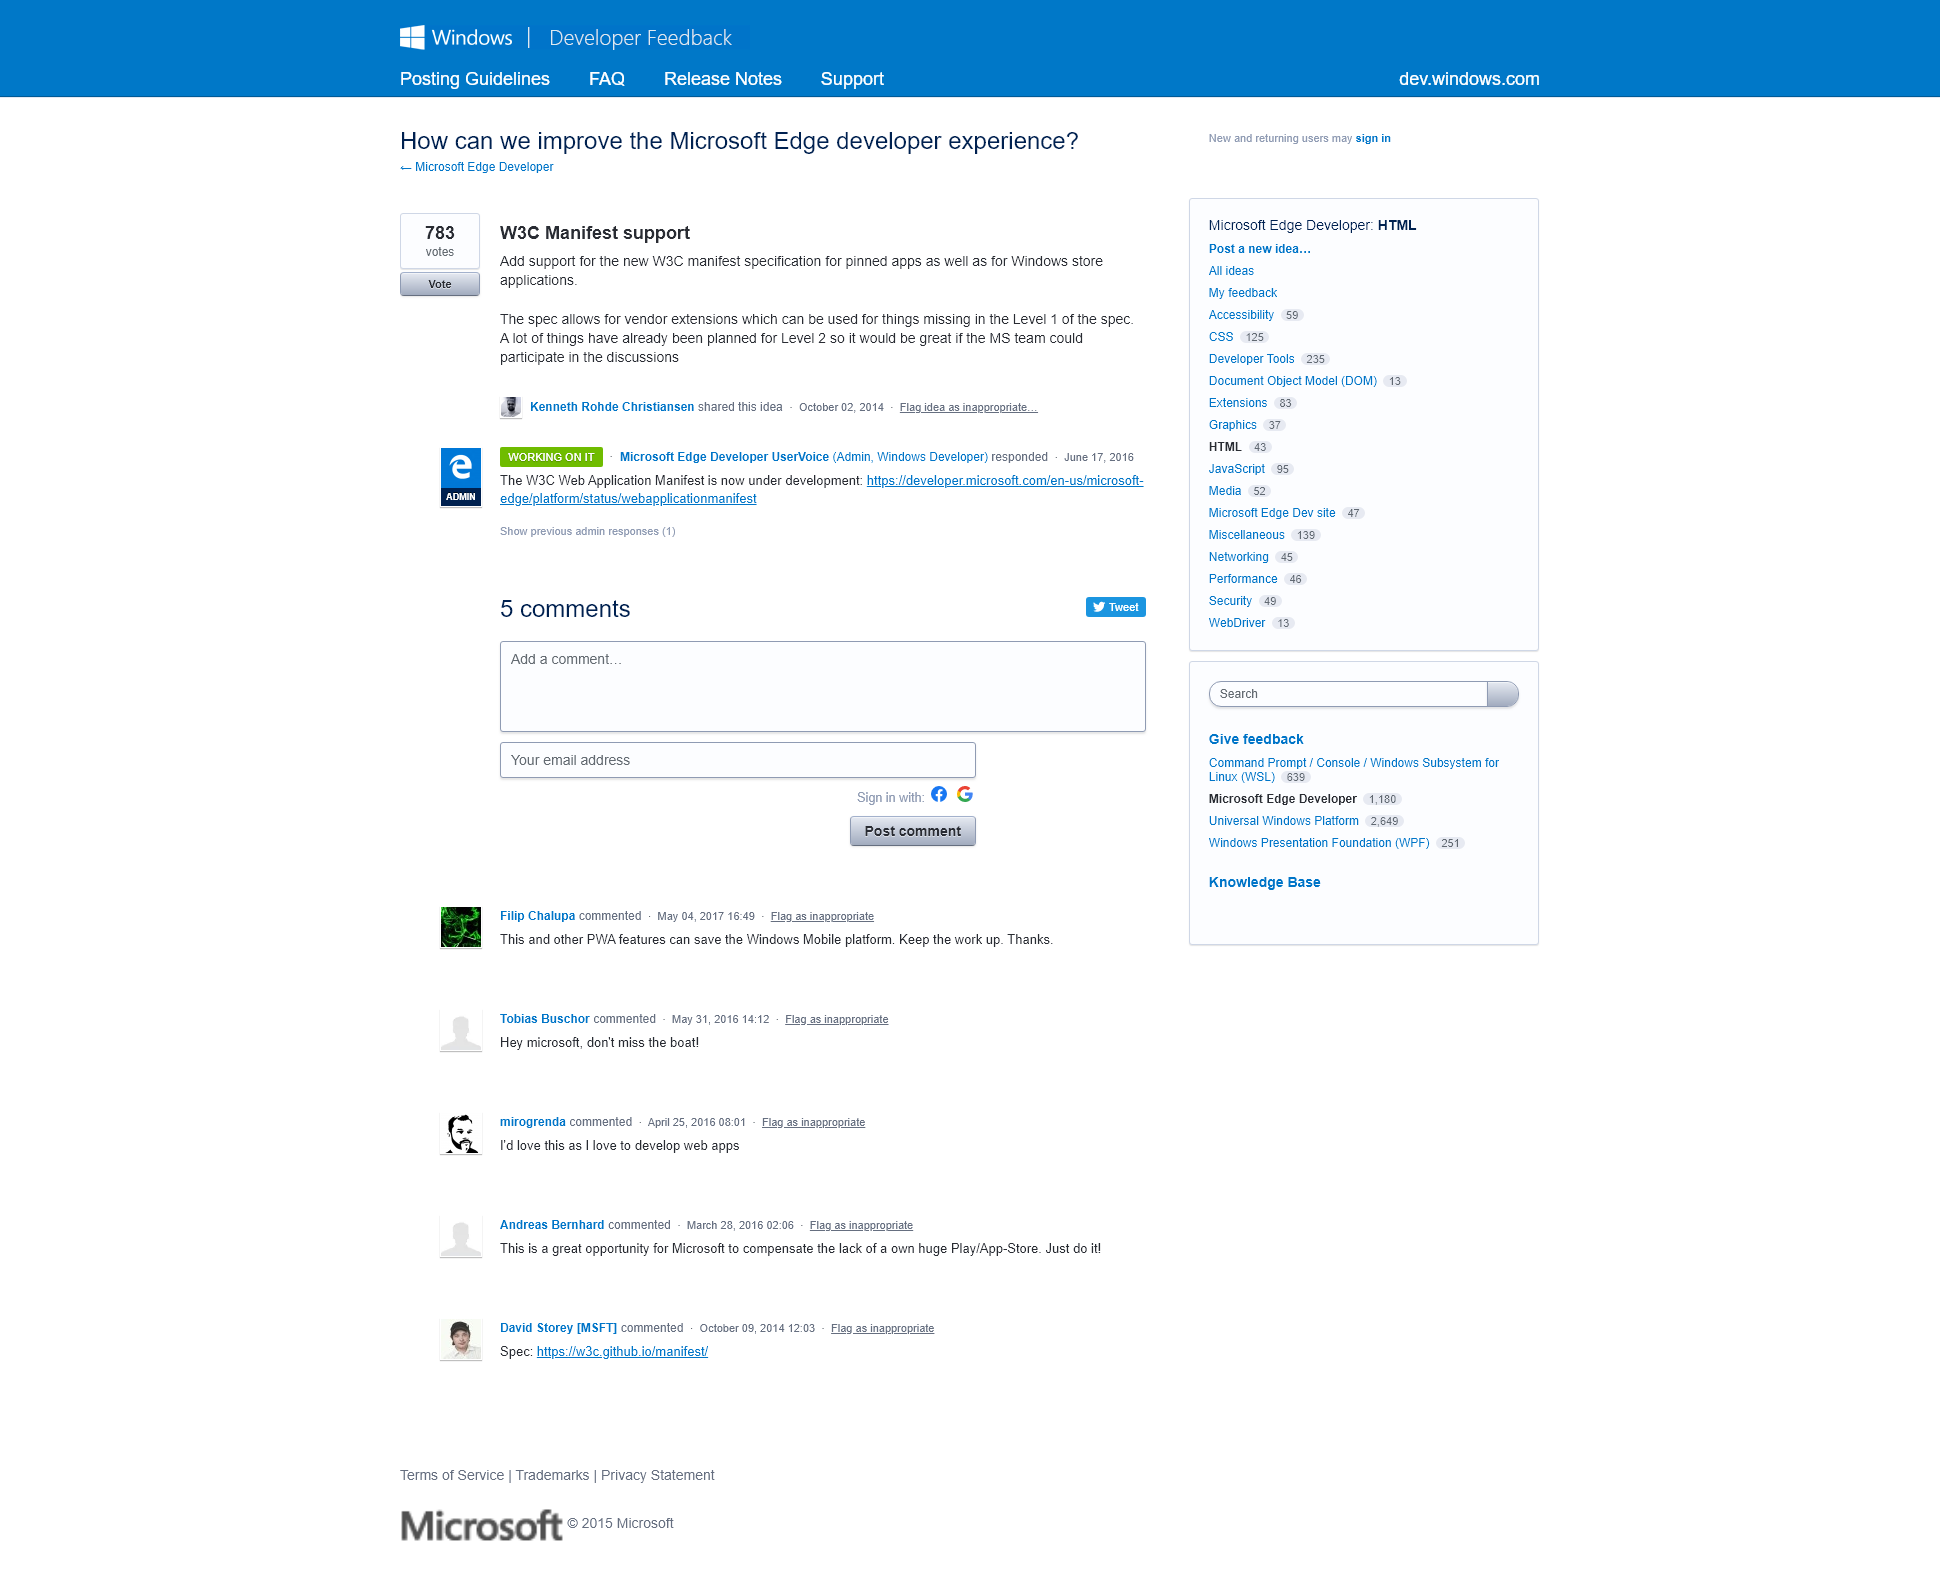 Windows | Developer Feedback
Posting Guidelines FAQ Release Notes Support dev.windows.com
How can we improve the Microsoft Edge developer experience?
← Microsoft Edge Developer
New and returning users may sign in
783
votes
Vote
W3C Manifest support
Add support for the new W3C manifest specification for pinned apps as well as for Windows store
applications.
The spec allows for vendor extensions which can be used for things missing in the Level 1 of the spec.
A lot of things have already been planned for Level 2 so it would be great if the MS team could
participate in the discussions
Kenneth Rohde Christiansen shared this idea · October 02, 2014 · Flag idea as inappropriate…
ADMIN
WORKING ON IT · Microsoft Edge Developer UserVoice (Admin, Windows Developer) responded · June 17, 2016
The W3C Web Application Manifest is now under development: https://developer.microsoft.com/en-us/microsoft-
edge/platform/status/webapplicationmanifest
Show previous admin responses (1)
5 comments
Tweet
Add a comment…
Your email address
Sign in with:
Post comment
Filip Chalupa commented · May 04, 2017 16:49 · Flag as inappropriate
This and other PWA features can save the Windows Mobile platform. Keep the work up. Thanks.
Tobias Buschor commented · May 31, 2016 14:12 · Flag as inappropriate
Hey microsoft, don't miss the boat!
mirogrenda commented · April 25, 2016 08:01 · Flag as inappropriate
I'd love this as I love to develop web apps
Andreas Bernhard commented · March 28, 2016 02:06 · Flag as inappropriate
This is a great opportunity for Microsoft to compensate the lack of a own huge Play/App-Store. Just do it!
David Storey [MSFT] commented · October 09, 2014 12:03 · Flag as inappropriate
Spec: https://w3c.github.io/manifest/
Microsoft Edge Developer: HTML
Post a new idea…
All ideas
My feedback
Accessibility 59
CSS 125
Developer Tools 235
Document Object Model (DOM) 13
Extensions 83
Graphics 37
HTML 43
JavaScript 95
Media 52
Microsoft Edge Dev site 47
Miscellaneous 139
Networking 45
Performance 46
Security 49
WebDriver 13
Search
Give feedback
Command Prompt / Console / Windows Subsystem for
Linux (WSL) 639
Microsoft Edge Developer 1,180
Universal Windows Platform 2,649
Windows Presentation Foundation (WPF) 251
Knowledge Base
Terms of Service | Trademarks | Privacy Statement
Microsoft © 2015 Microsoft